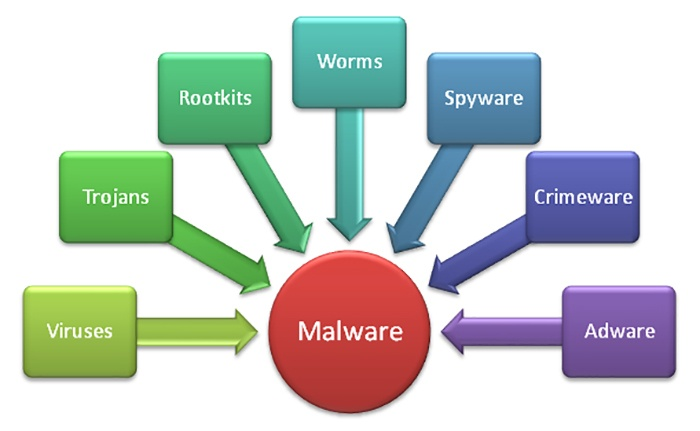 Worms
Rootkits
Spyware
Trojans
Crimeware
Viruses
Malware
Adware